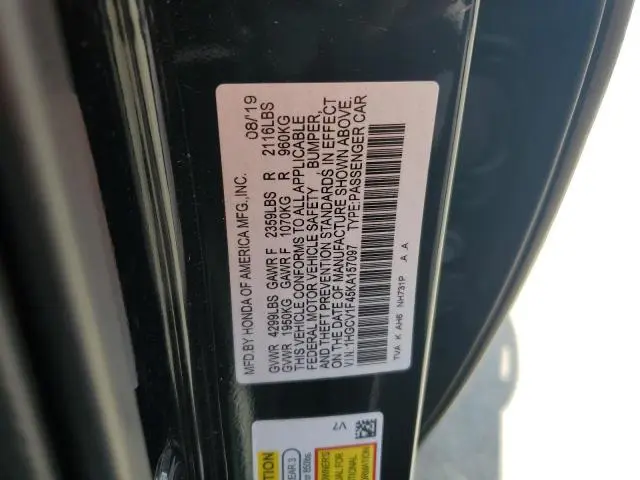 MFD.BY HONDA OF AMERICA MFG.,INC. 08/19
GVWR 4299LBS GAWR F 2359LBS R 2116LBS
GVWR 1950KG GAWR F 1070KG R 960KG
THIS VEHICLE CONFORMS TO ALL APPLICABLE
FEDERAL MOTOR VEHICLE SAFETY , BUMPER,
AND THEFT PREVENTION STANDARDS IN EFFECT
ON THE DATE OF MANUFACTURE SHOWN ABOVE.
V.I.N.:1HGCV1F46KA157097 TYPE:PASSENGER CAR
TVA K AH6 NH731P A A